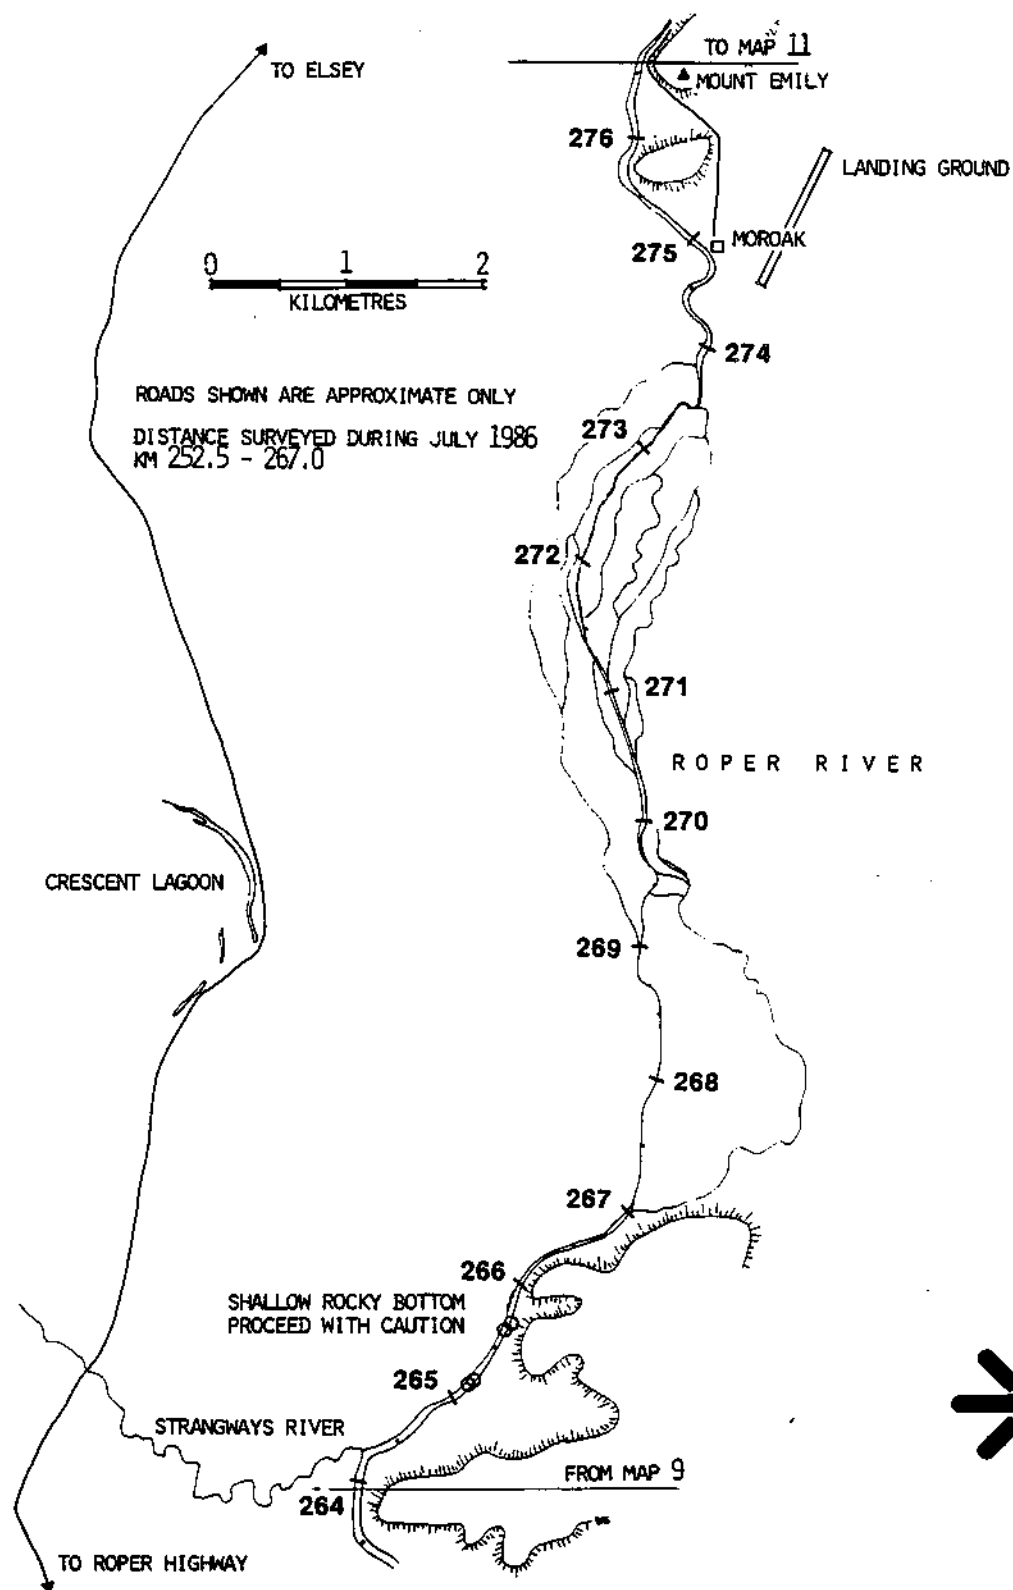 TO MAP 11
TO ELSEY
MOUNT EMILY
276
LANDING GROUND
275
MOROAK
0 1 2
KILOMETRES
274
ROADS SHOWN ARE APPROXIMATE ONLY
273
DISTANCE SURVEYED DURING JULY 1986
KM 252.5 - 267.0
272
271
ROPER RIVER
270
CRESCENT LAGOON
269
268
267
266
SHALLOW ROCKY BOTTOM
PROCEED WITH CAUTION
265
STRANGWAYS RIVER
FROM MAP 9
264
TO ROPER HIGHWAY